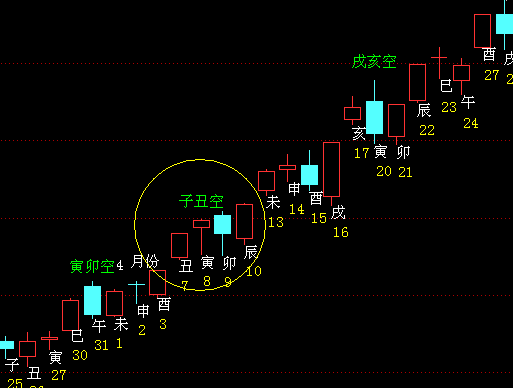 戌亥空
酉
27
戌
2
巳
23
午
24
辰
22
亥
17
寅
20
卯
21
子丑空
未
13
申
14
酉
15
戌
16
寅卯空4 月份
丑
7
寅
8
卯
9
辰
10
巳
30
午
31
未
1
申
2
酉
3
子
25
丑
寅
27